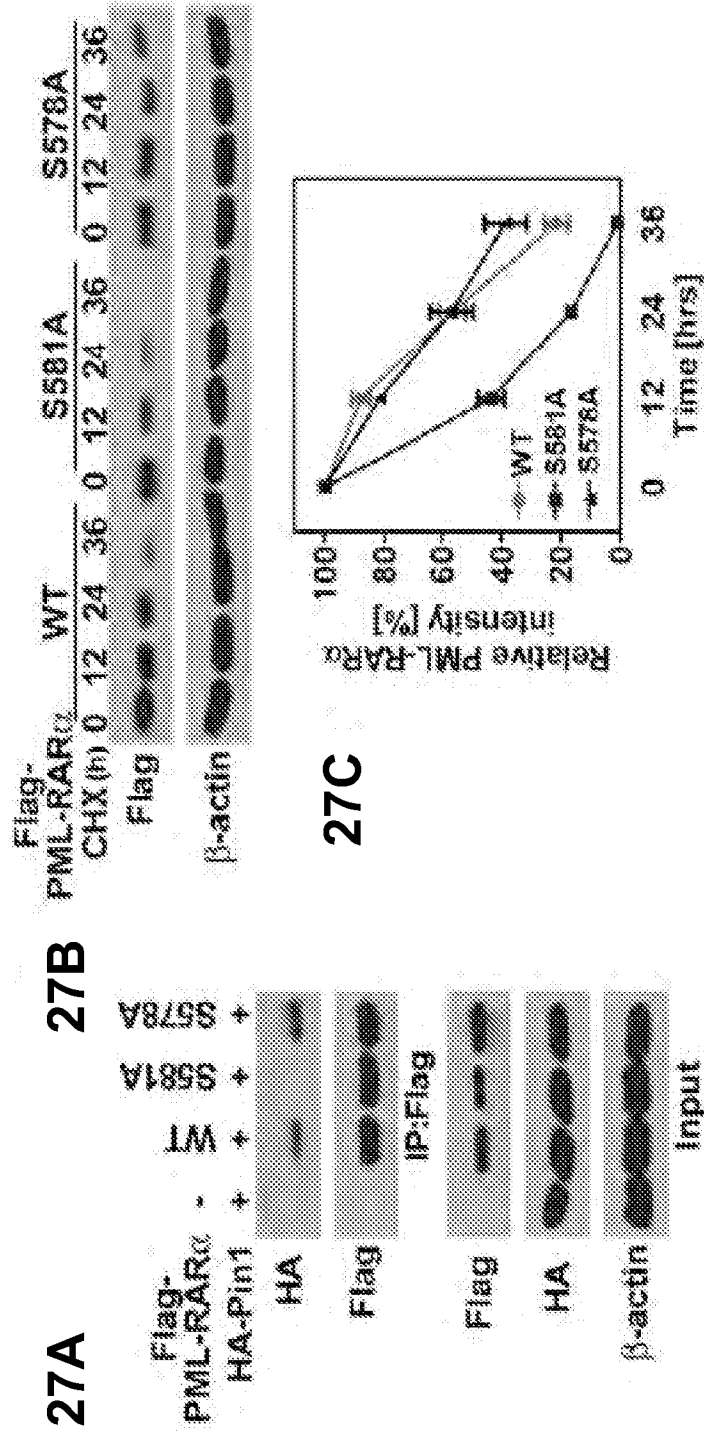 27A
Flag-
PML-RARα - WT S581A S578A
HA-Pin1 + + + +
HA
Flag
IP:Flag
Flag
HA
β-actin
Input
27B
Flag-
PML-RARα WT S581A S578A
CHX (h) 0 12 24 36 0 12 24 36 0 12 24 36
Flag
β-actin
27C
Relative PML-RARα
intensity [%]
100
80
60
40
20
0
WT
S581A
S578A
0 12 24 36
Time [hrs]